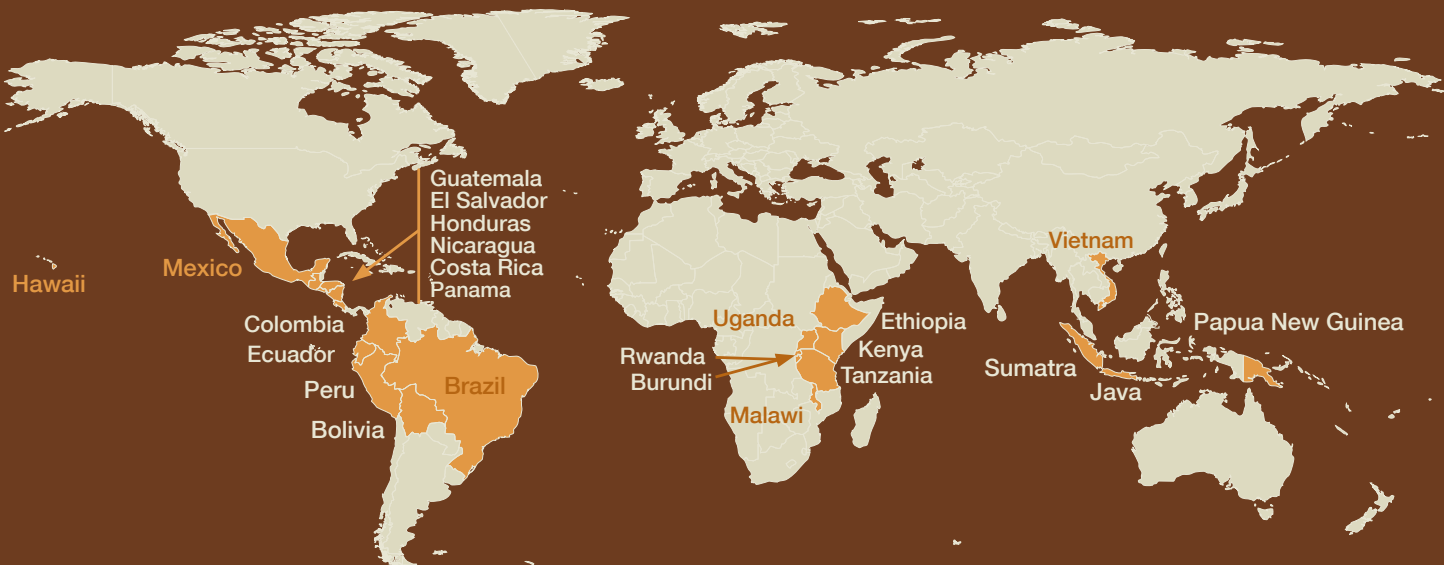 Hawaii
Mexico
Guatemala
El Salvador
Honduras
Nicaragua
Costa Rica
Panama
Colombia
Ecuador
Peru
Bolivia
Brazil
Uganda
Ethiopia
Rwanda
Burundi
Kenya
Tanzania
Malawi
Vietnam
Sumatra
Java
Papua New Guinea